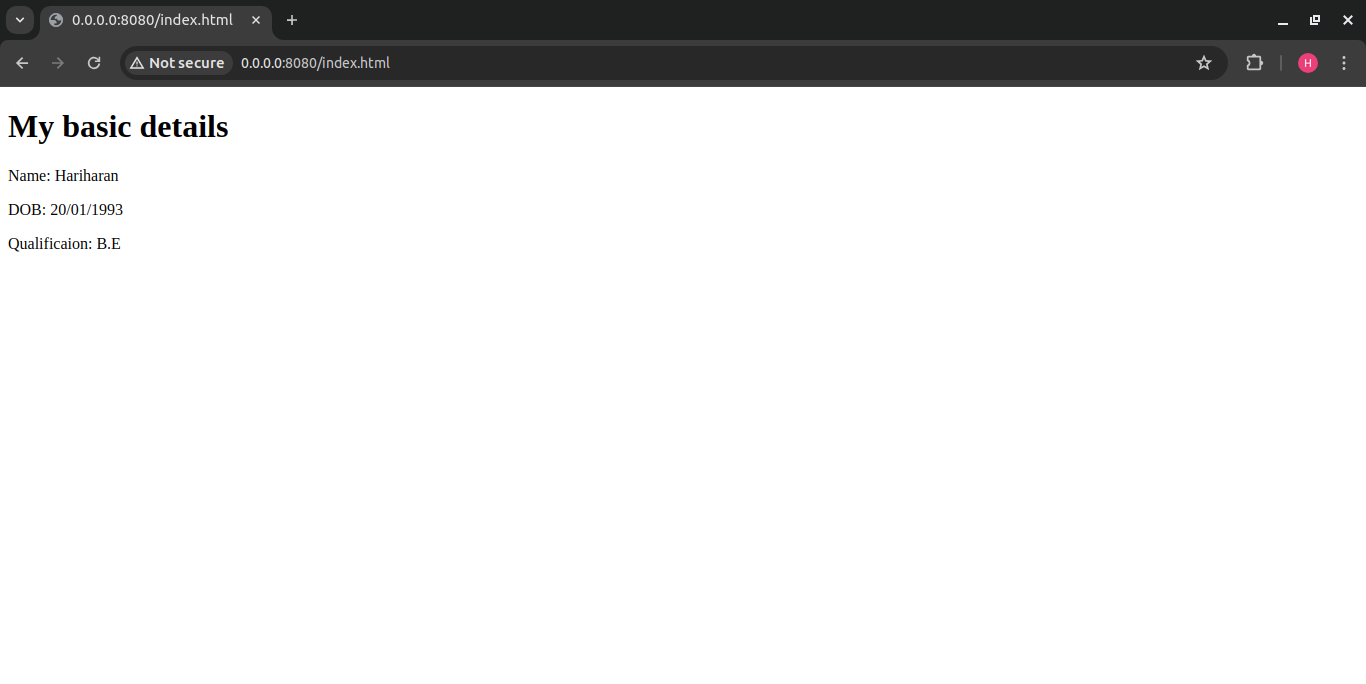 0.0.0.0:8080/index.html
Not secure
0.0.0.0:8080/index.html
H
My basic details
Name: Hariharan
DOB: 20/01/1993
Qualificaion: B.E